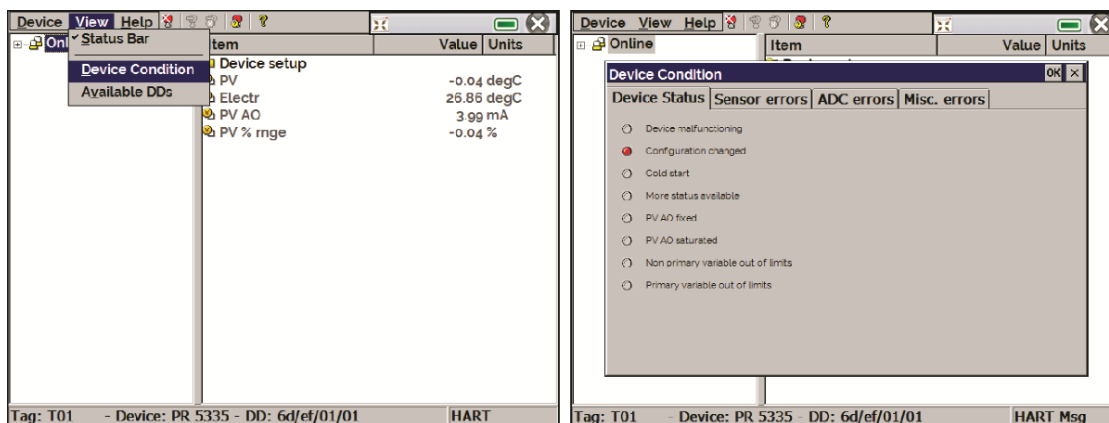 Device View Help ?
Online
Status Bar
Device Condition
Available DDs
Item Value Units
Device setup
PV -0.04 degC
Electr 26.86 degC
PV AO 3.99 mA
PV % rnge -0.04 %
Tag: T01 - Device: PR 5335 - DD: 6d/ef/01/01 HART
Device View Help ?
Online
Item Value Units
Device Condition OK ×
Device Status Sensor errors ADC errors Misc. errors
Device malfunctioning
Configuration changed
Cold start
More status available
PV AO fixed
PV AO saturated
Non primary variable out of limits
Primary variable out of limits
Tag: T01 - Device: PR 5335 - DD: 6d/ef/01/01 HART Msg